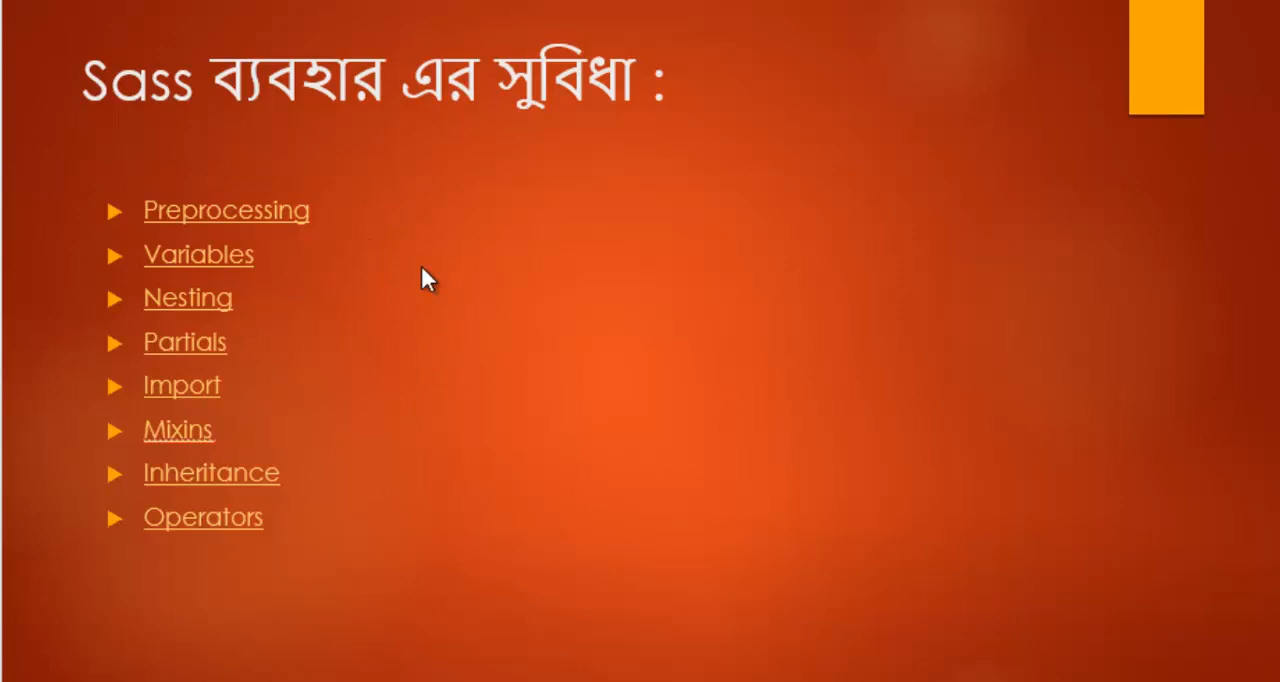 Sass ব্যবহার এর সুবিধা :
Preprocessing
Variables
Nesting
Partials
Import
Mixins
Inheritance
Operators